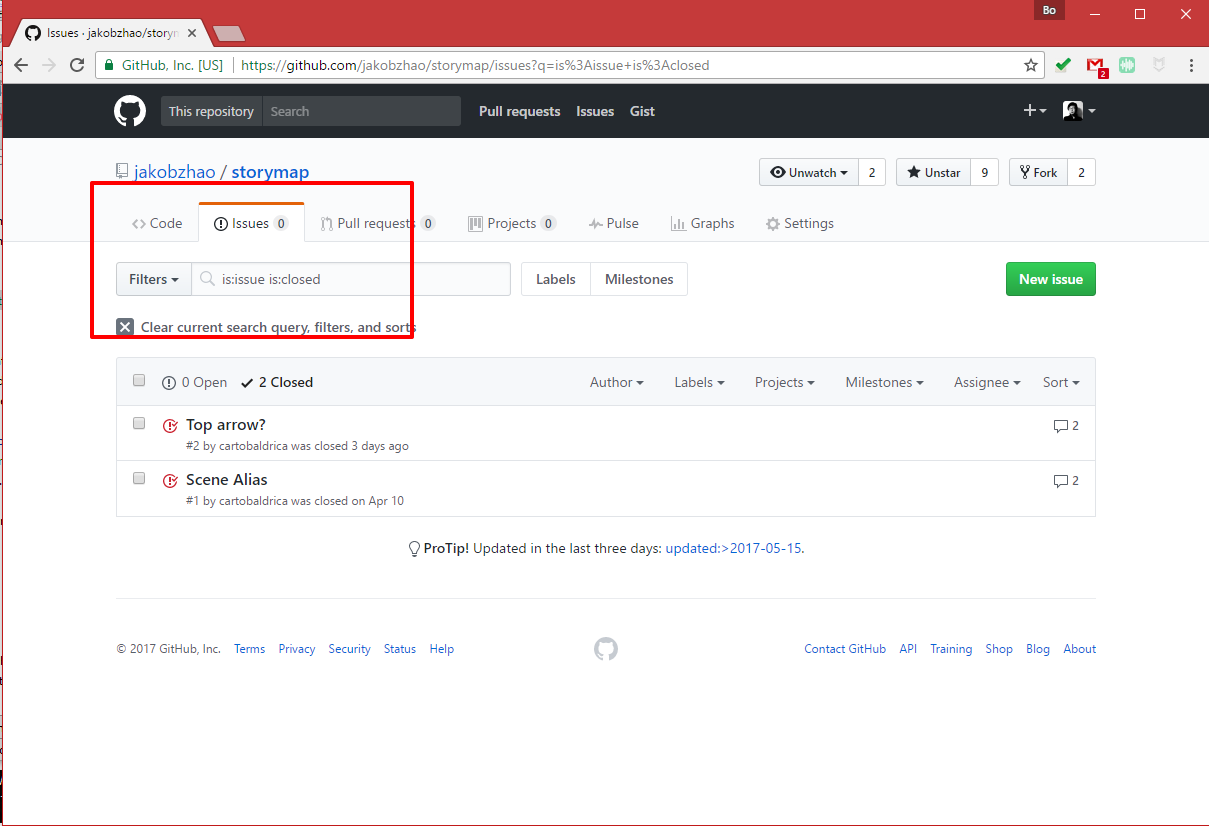 Bo
Issues · jakobzhao/storyn
GitHub, Inc. [US] https://github.com/jakobzhao/storymap/issues?q=is%3Aissue+is%3Aclosed
2
This repository Search Pull requests Issues Gist
jakobzhao / storymap Unwatch 2 Unstar 9 Fork 2
Code Issues 0 Pull requests 0 Projects 0 Pulse Graphs Settings
Filters is:issue is:closed Labels Milestones New issue
Clear current search query, filters, and sorts
0 Open 2 Closed Author Labels Projects Milestones Assignee Sort
Top arrow? 2
#2 by cartobaldrica was closed 3 days ago
Scene Alias 2
#1 by cartobaldrica was closed on Apr 10
ProTip! Updated in the last three days: updated:>2017-05-15.
© 2017 GitHub, Inc. Terms Privacy Security Status Help Contact GitHub API Training Shop Blog About